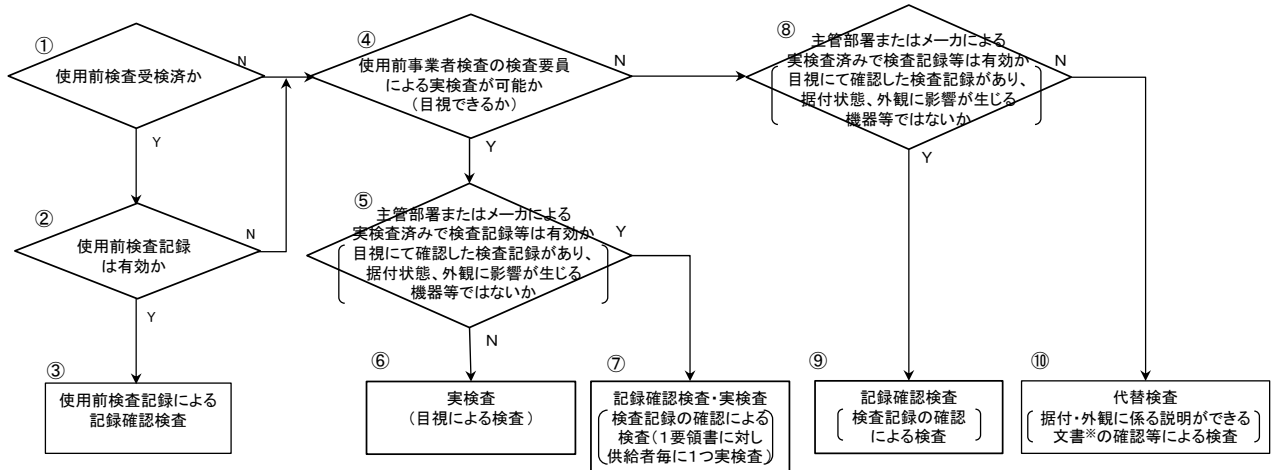 ①
使用前検査受検済か
N
Y
②
使用前検査記録
は有効か
N
Y
③
使用前検査記録による
記録確認検査
④
使用前事業者検査の検査要員
による実検査が可能か
(目視できるか)
N
Y
⑤
主管部署またはメーカによる
実検査済みで検査記録等は有効か
目視にて確認した検査記録があり、
据付状態、外観に影響が生じる
機器等ではないか
Y
N
⑥
実検査
(目視による検査)
⑦
記録確認検査・実検査
検査記録の確認による
検査(1要領書に対し
供給者毎に1つ実検査)
⑧
主管部署またはメーカによる
実検査済みで検査記録等は有効か
目視にて確認した検査記録があり、
据付状態、外観に影響が生じる
機器等ではないか
N
Y
⑨
記録確認検査
検査記録の確認
による検査
⑩
代替検査
据付・外観に係る説明ができる
文書※の確認等による検査